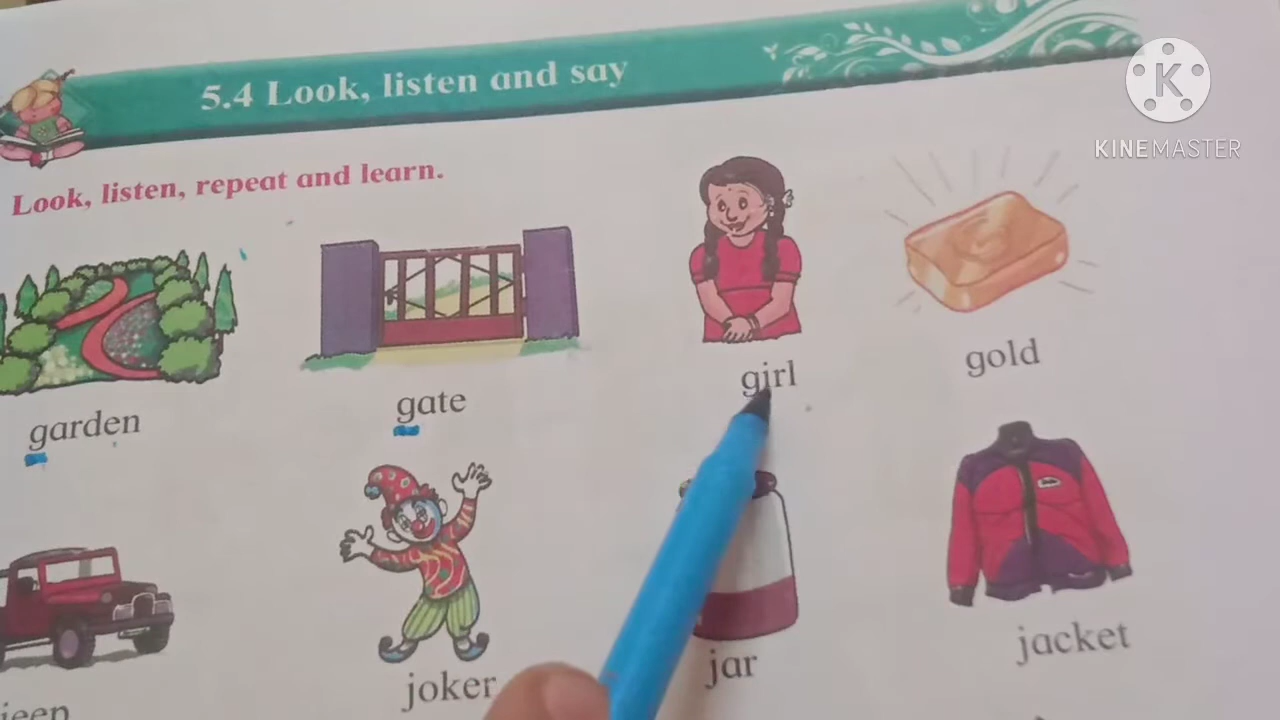 5.4 Look, listen and say
K
KINEMASTER
Look, listen, repeat and learn.
garden
gate
girl
gold
joker
jar
jacket